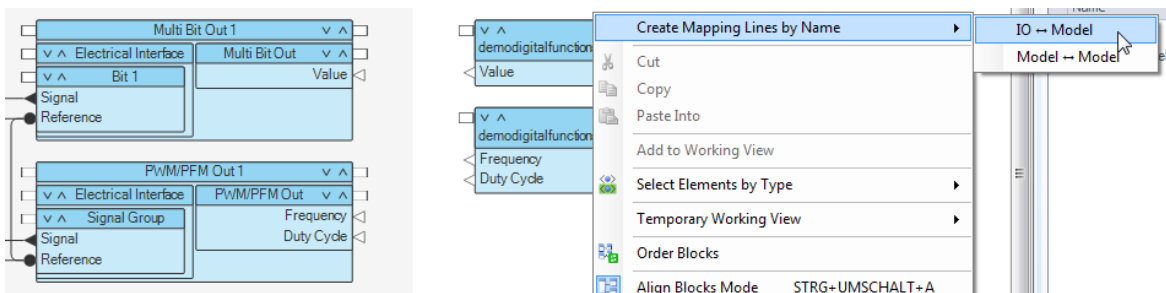 Multi Bit Out 1
Electrical Interface
Multi Bit Out
Bit 1
Value
Signal
Reference
PWM/PFM Out 1
Electrical Interface
PWM/PFM Out
Signal Group
Frequency
Signal
Duty Cycle
Reference
demodigitalfunction
Value
demodigitalfunction
Frequency
Duty Cycle
Create Mapping Lines by Name
Cut
Copy
Paste Into
Add to Working View
Select Elements by Type
Temporary Working View
Order Blocks
Align Blocks Mode STRG+UMSCHALT+A
Name
IO ↔ Model
Model ↔ Model